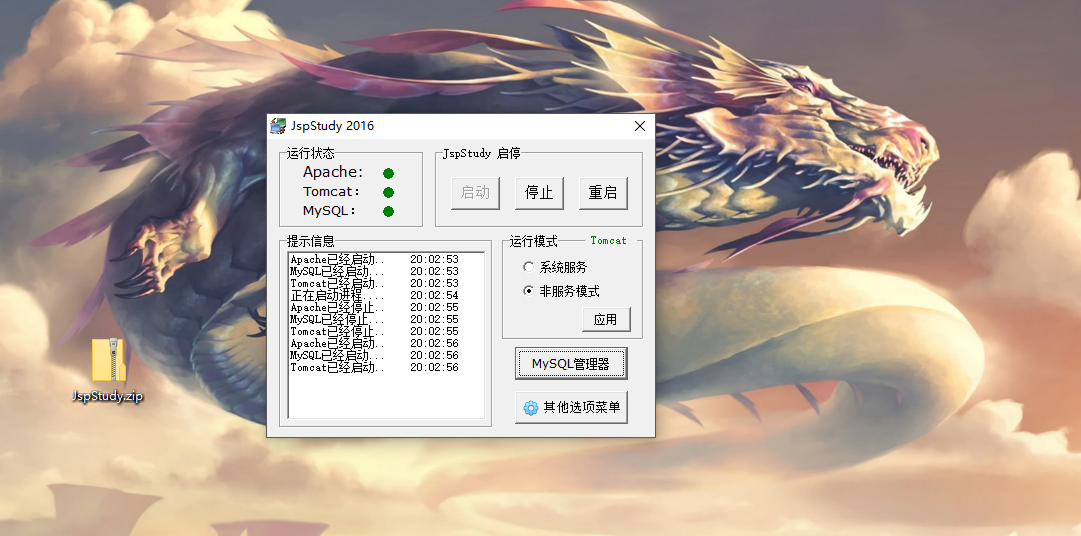 JspStudy 2016
运行状态
Apache:
Tomcat:
MySQL:
JspStudy 启停
启动 停止 重启
提示信息
Apache已经启动.. 20:02:53
MySQL已经启动... 20:02:53
Tomcat已经启动.. 20:02:53
正在启动进程.... 20:02:54
Apache已经停止.. 20:02:55
MySQL已经停止... 20:02:55
Tomcat已经停止.. 20:02:55
Apache已经启动.. 20:02:56
MySQL已经启动... 20:02:56
Tomcat已经启动.. 20:02:56
运行模式 Tomcat
系统服务
非服务模式
应用
MySQL管理器
其他选项菜单
JspStudy.zip